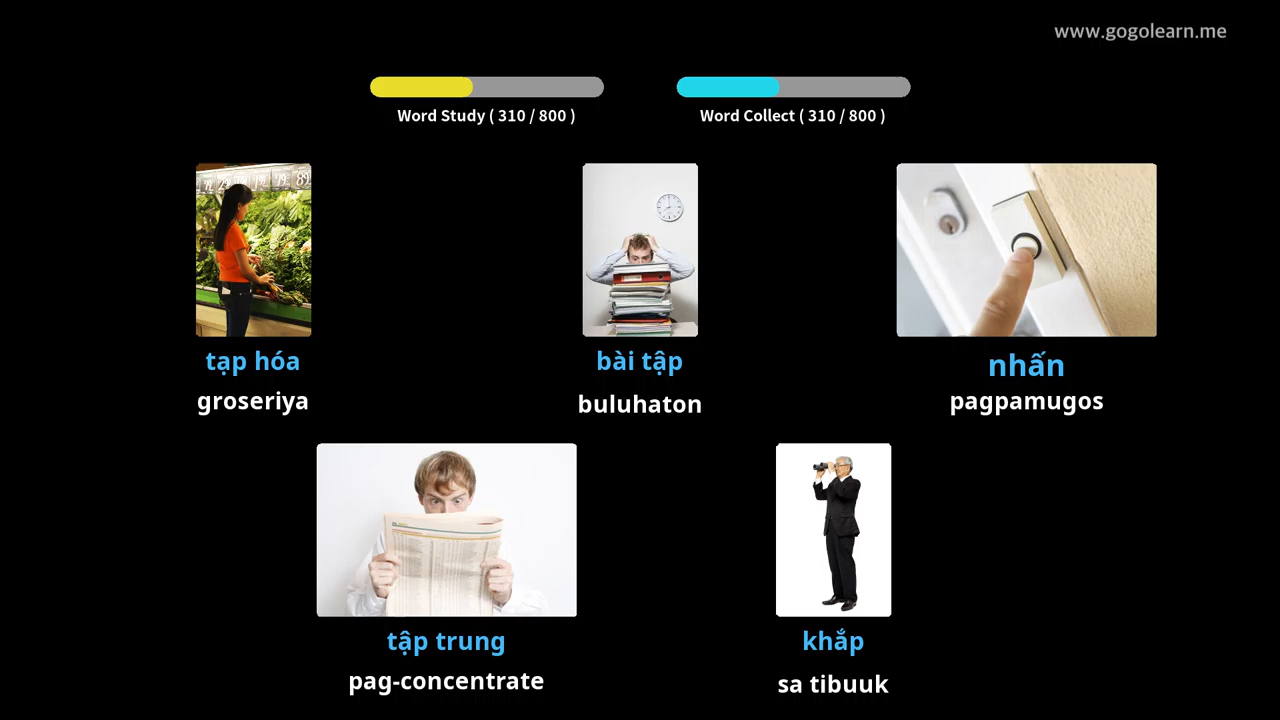 www.gogolearn.me
Word Study ( 310 / 800 )
Word Collect ( 310 / 800 )
tạp hóa
groseriya
bài tập
buluhaton
nhấn
pagpamugos
tập trung
pag-concentrate
khắp
sa tibuuk